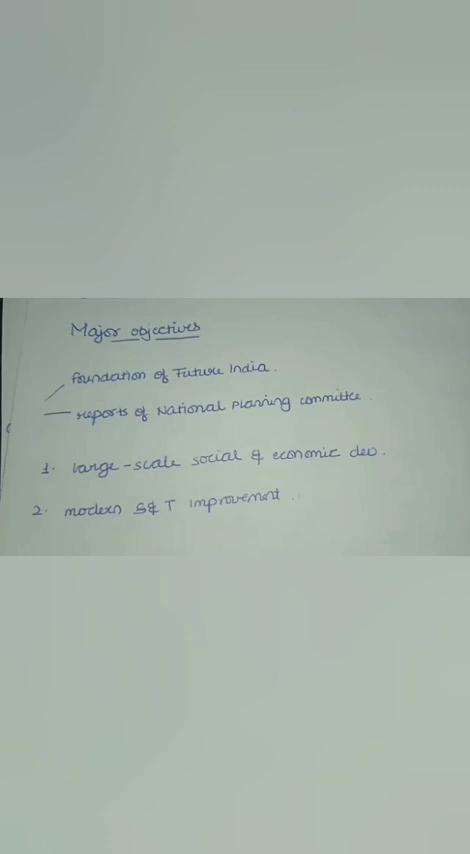 Major objectives
foundation of Future India.
reports of National Planning committee.
1. large-scale social & economic dev.
2. modern S&T improvement.